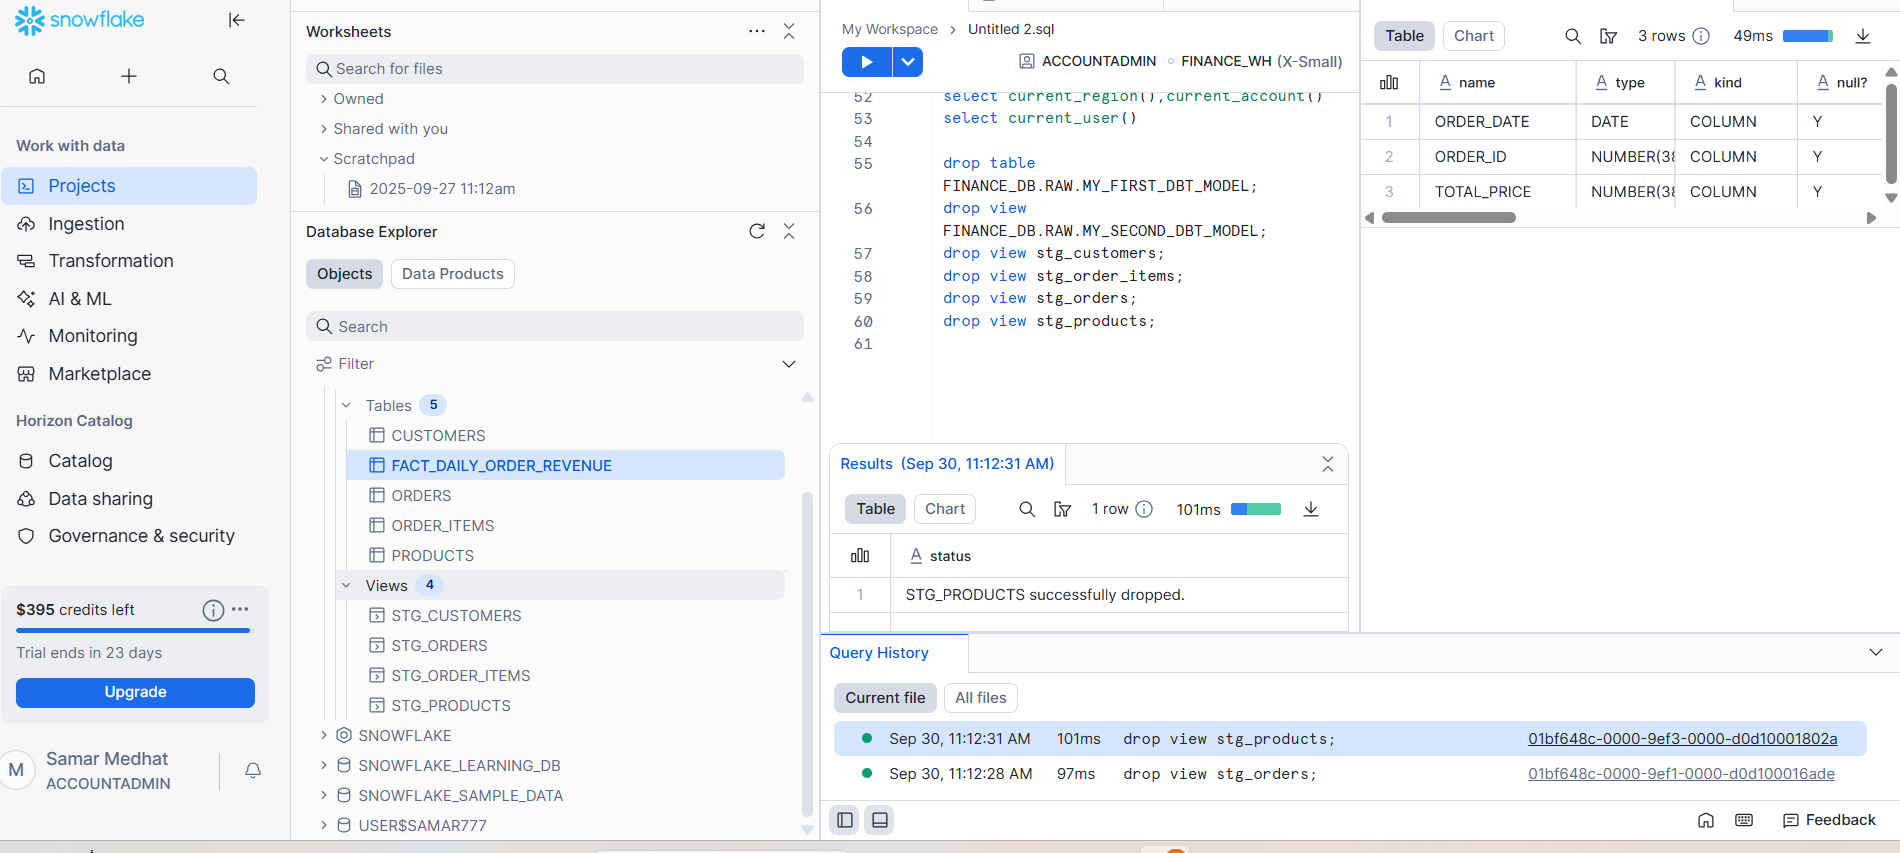 snowflake
Work with data
Projects
Ingestion
Transformation
AI & ML
Monitoring
Marketplace
Horizon Catalog
Catalog
Data sharing
Governance & security
$395 credits left
Trial ends in 23 days
Upgrade
M
Samar Medhat
ACCOUNTADMIN
Worksheets
Search for files
Owned
Shared with you
Scratchpad
2025-09-27 11:12am
Database Explorer
Objects
Data Products
Search
Filter
Tables 5
CUSTOMERS
FACT_DAILY_ORDER_REVENUE
ORDERS
ORDER_ITEMS
PRODUCTS
Views 4
STG_CUSTOMERS
STG_ORDERS
STG_ORDER_ITEMS
STG_PRODUCTS
SNOWFLAKE
SNOWFLAKE_LEARNING_DB
SNOWFLAKE_SAMPLE_DATA
USER$SAMAR777
My Workspace > Untitled 2.sql
ACCOUNTADMIN FINANCE_WH (X-Small)
52 select current_region(),current_account()
53 select current_user()
54
55 drop table
FINANCE_DB.RAW.MY_FIRST_DBT_MODEL;
56 drop view
FINANCE_DB.RAW.MY_SECOND_DBT_MODEL;
57 drop view stg_customers;
58 drop view stg_order_items;
59 drop view stg_orders;
60 drop view stg_products;
61
Results (Sep 30, 11:12:31 AM)
Table Chart 1 row 101ms
A status
1 STG_PRODUCTS successfully dropped.
Table Chart 3 rows 49ms
A name A type A kind A null?
1 ORDER_DATE DATE COLUMN Y
2 ORDER_ID NUMBER(38 COLUMN Y
3 TOTAL_PRICE NUMBER(38 COLUMN Y
Query History
Current file All files
Sep 30, 11:12:31 AM 101ms drop view stg_products; 01bf648c-0000-9ef3-0000-d0d10001802a
Sep 30, 11:12:28 AM 97ms drop view stg_orders; 01bf648c-0000-9ef1-0000-d0d100016ade
Feedback